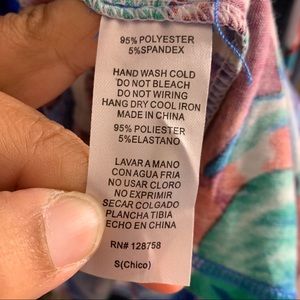 95% POLYESTER
5%SPANDEX
HAND WASH COLD
DO NOT BLEACH
DO NOT WIRING
HANG DRY COOL IRON
MADE IN CHINA
95% POLIESTER
5%ELASTANO
LAVAR A MANO
CON AGUA FRIA
NO USAR CLORO
NO EXPRIMIR
SECAR COLGADO
PLANCHA TIBIA
ECHO EN CHINA
RN# 128758
S(Chico)